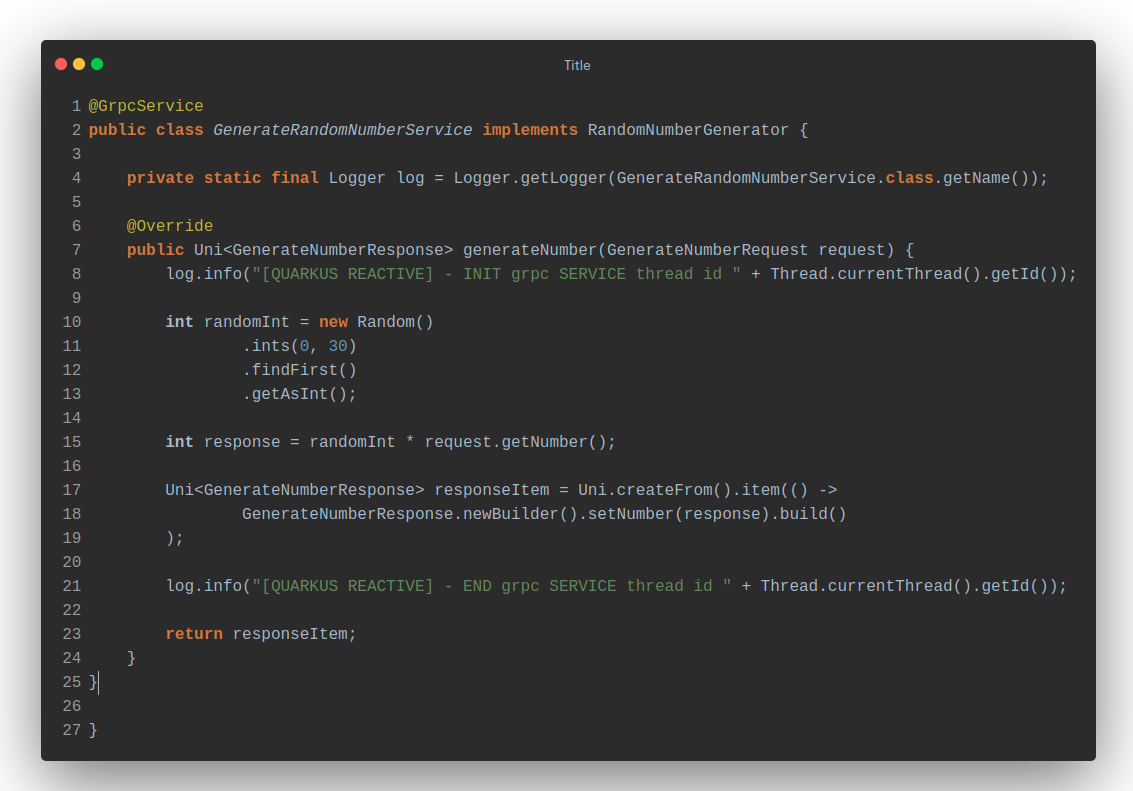 Title
1 @GrpcService
2 public class GenerateRandomNumberService implements RandomNumberGenerator {
3
4     private static final Logger log = Logger.getLogger(GenerateRandomNumberService.class.getName());
5
6     @Override
7     public Uni<GenerateNumberResponse> generateNumber(GenerateNumberRequest request) {
8         log.info("[QUARKUS REACTIVE] - INIT grpc SERVICE thread id " + Thread.currentThread().getId());
9
10         int randomInt = new Random()
11                 .ints(0, 30)
12                 .findFirst()
13                 .getAsInt();
14
15         int response = randomInt * request.getNumber();
16
17         Uni<GenerateNumberResponse> responseItem = Uni.createFrom().item(() ->
18                 GenerateNumberResponse.newBuilder().setNumber(response).build()
19         );
20
21         log.info("[QUARKUS REACTIVE] - END grpc SERVICE thread id " + Thread.currentThread().getId());
22
23         return responseItem;
24     }
25 }
26
27 }